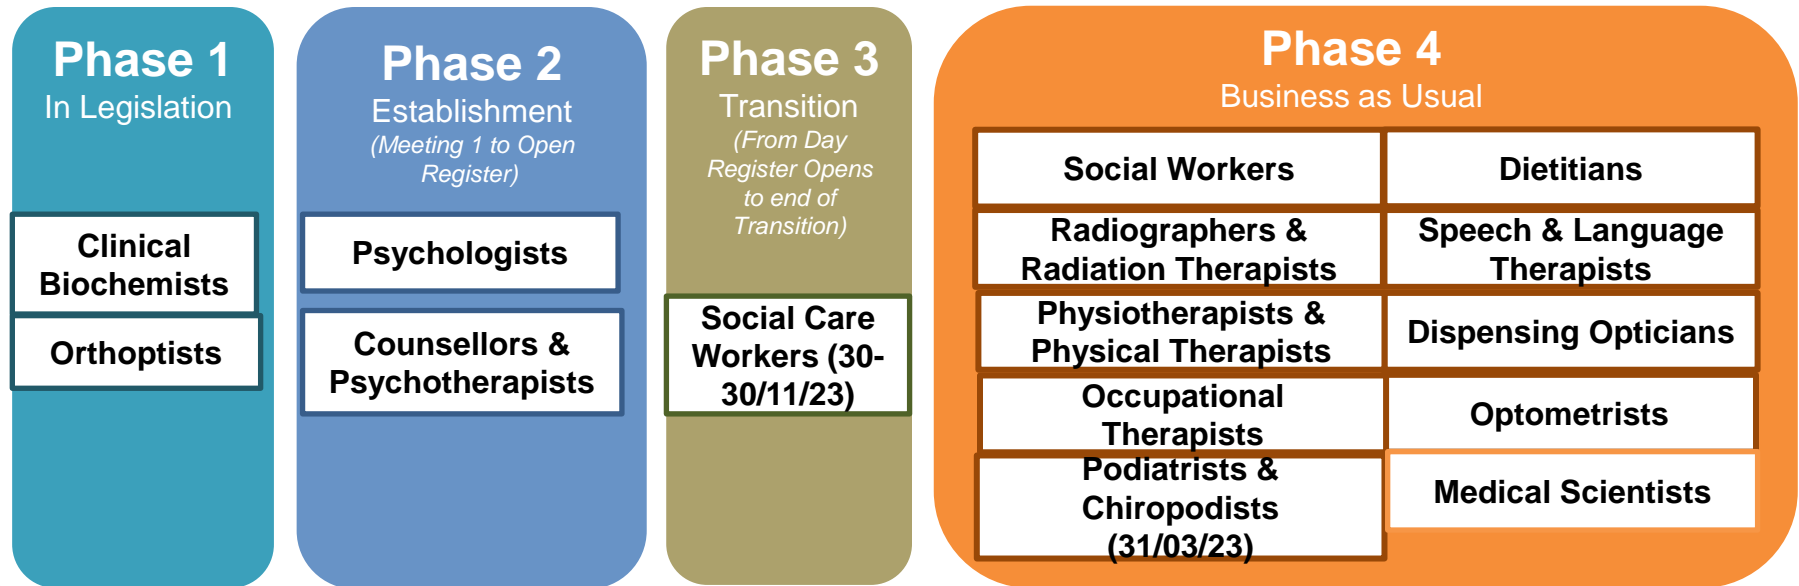 Phase 1
In Legislation
Clinical
Biochemists
Orthoptists
Phase 2
Establishment
(Meeting 1 to Open
Register)
Psychologists
Counsellors &
Psychotherapists
Phase 3
Transition
(From Day
Register Opens
to end of
Transition)
Social Care
Workers (30-
30/11/23)
Phase 4
Business as Usual
Social Workers
Dietitians
Radiographers &
Radiation Therapists
Speech & Language
Therapists
Physiotherapists &
Physical Therapists
Dispensing Opticians
Occupational
Therapists
Optometrists
Podiatrists &
Chiropodists
(31/03/23)
Medical Scientists